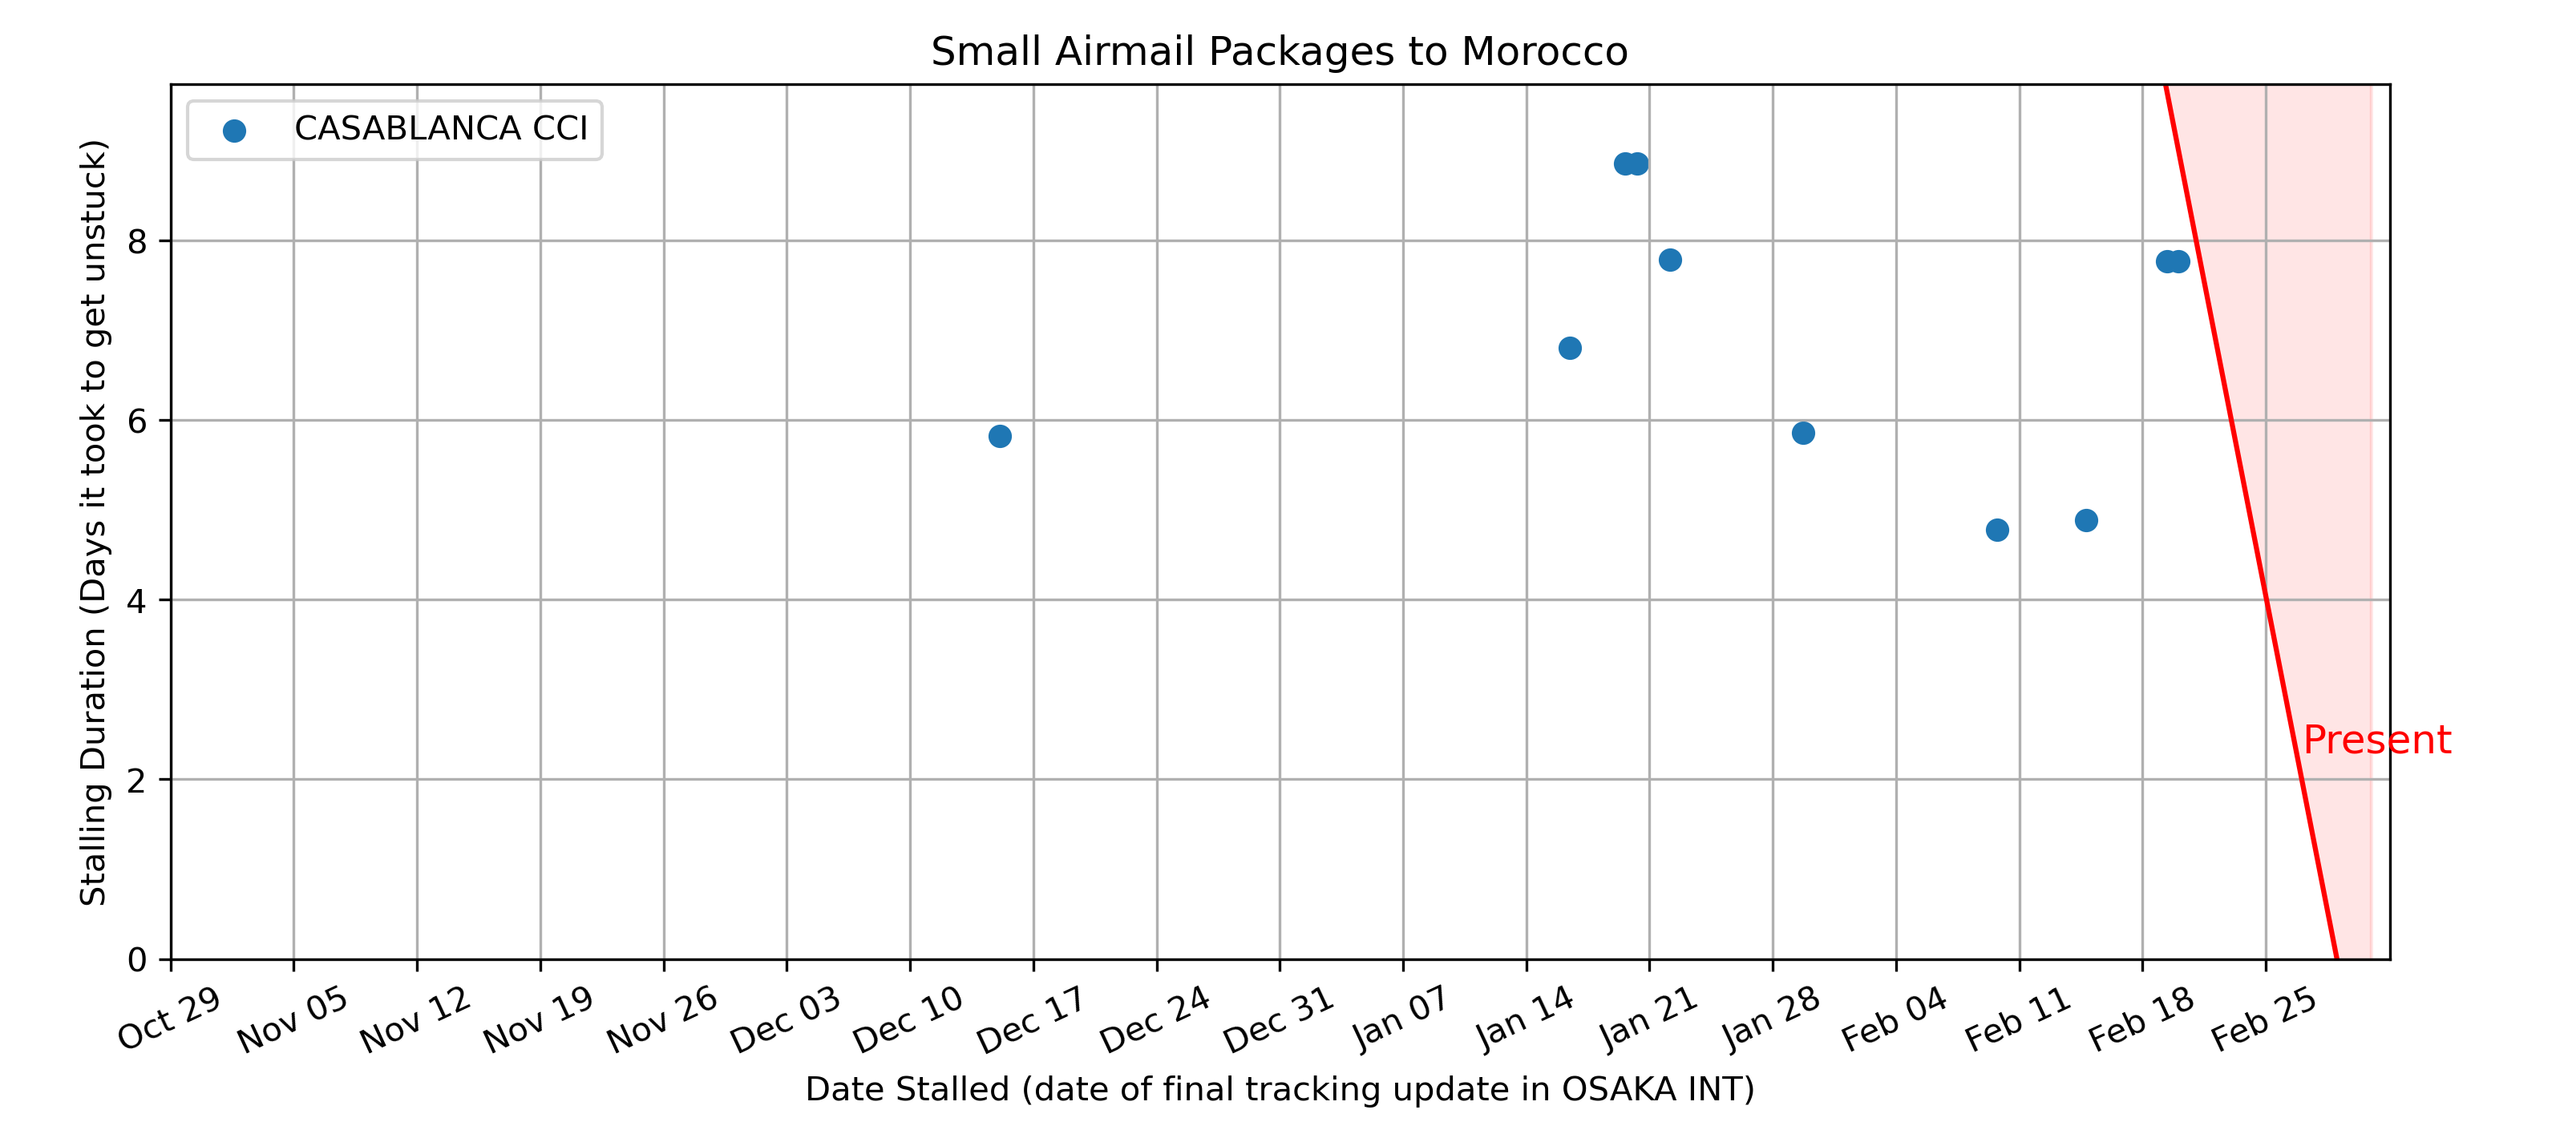 Small Airmail Packages to Morocco
CASABLANCA CCI
Stalling Duration (Days it took to get unstuck)
8
6
4
2
0
Present
Oct 29 Nov 05 Nov 12 Nov 19 Nov 26 Dec 03 Dec 10 Dec 17 Dec 24 Dec 31 Jan 07 Jan 14 Jan 21 Jan 28 Feb 04 Feb 11 Feb 18 Feb 25
Date Stalled (date of final tracking update in OSAKA INT)